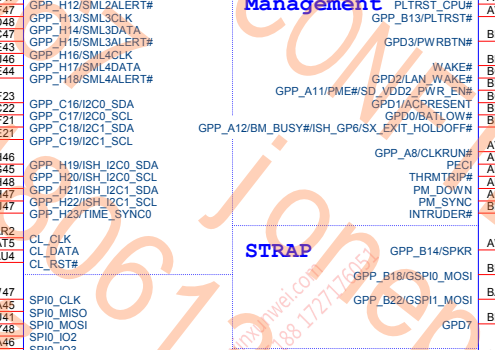 GPP_H12/SML2ALERT#
GPP_H13/SML3CLK
GPP_H14/SML3DATA
GPP_H15/SML3ALERT#
GPP_H16/SML4CLK
GPP_H17/SML4DATA
GPP_H18/SML4ALERT#
GPP_C16/I2C0_SDA
GPP_C17/I2C0_SCL
GPP_C18/I2C1_SDA
GPP_C19/I2C1_SCL
GPP_H19/ISH_I2C0_SDA
GPP_H20/ISH_I2C0_SCL
GPP_H21/ISH_I2C1_SDA
GPP_H22/ISH_I2C1_SCL
GPP_H23/TIME_SYNC0
CL_CLK
CL_DATA
CL_RST#
SPI0_CLK
SPI0_MISO
SPI0_MOSI
SPI0_IO2
SPI0_IO3
Management
PLTRST_CPU#
GPP_B13/PLTRST#
GPD3/PWRBTN#
WAKE#
GPD2/LAN_WAKE#
GPP_A11/PME#/SD_VDD2_PWR_EN#
GPD1/ACPRESENT
GPD0/BATLOW#
GPP_A12/BM_BUSY#/ISH_GP6/SX_EXIT_HOLDOFF#
GPP_A8/CLKRUN#
PECI
THRMTRIP#
PM_DOWN
PM_SYNC
INTRUDER#
STRAP
GPP_B14/SPKR
GPP_B18/GSPI0_MOSI
GPP_B22/GSPI1_MOSI
GPD7